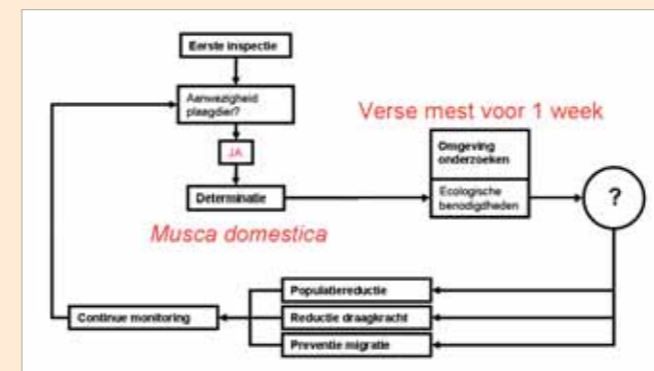 Eerste inspectie
Aanwezigheid
plaagdier?
JA
Determinatie
Musca domestica
Verse mest voor 1 week
Omgeving
onderzoeken
Ecologische
benodigdheden
?
Populatiereductie
Reductie draagkracht
Preventie migratie
Continue monitoring